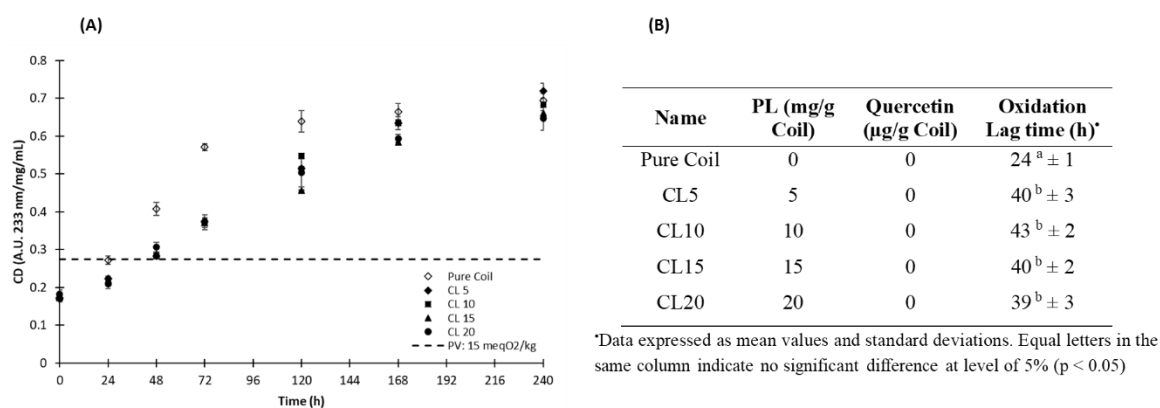 (A)
0.8
0.7
0.6
0.5
0.4
0.3
0.2
0.1
0
CD (A.U. 233 nm/mg/mL)
0 24 48 72 96 120 144 168 192 216 240
Time (h)
Pure Coil
CL 5
CL 10
CL 15
CL 20
PV: 15 meqO2/kg
(B)
Name PL (mg/g Coil) Quercetin (µg/g Coil) Oxidation Lag time (h)•
Pure Coil 0 0 24 a ± 1
CL5 5 0 40 b ± 3
CL10 10 0 43 b ± 2
CL15 15 0 40 b ± 2
CL20 20 0 39 b ± 3
•Data expressed as mean values and standard deviations. Equal letters in the
same column indicate no significant difference at level of 5% (p < 0.05)